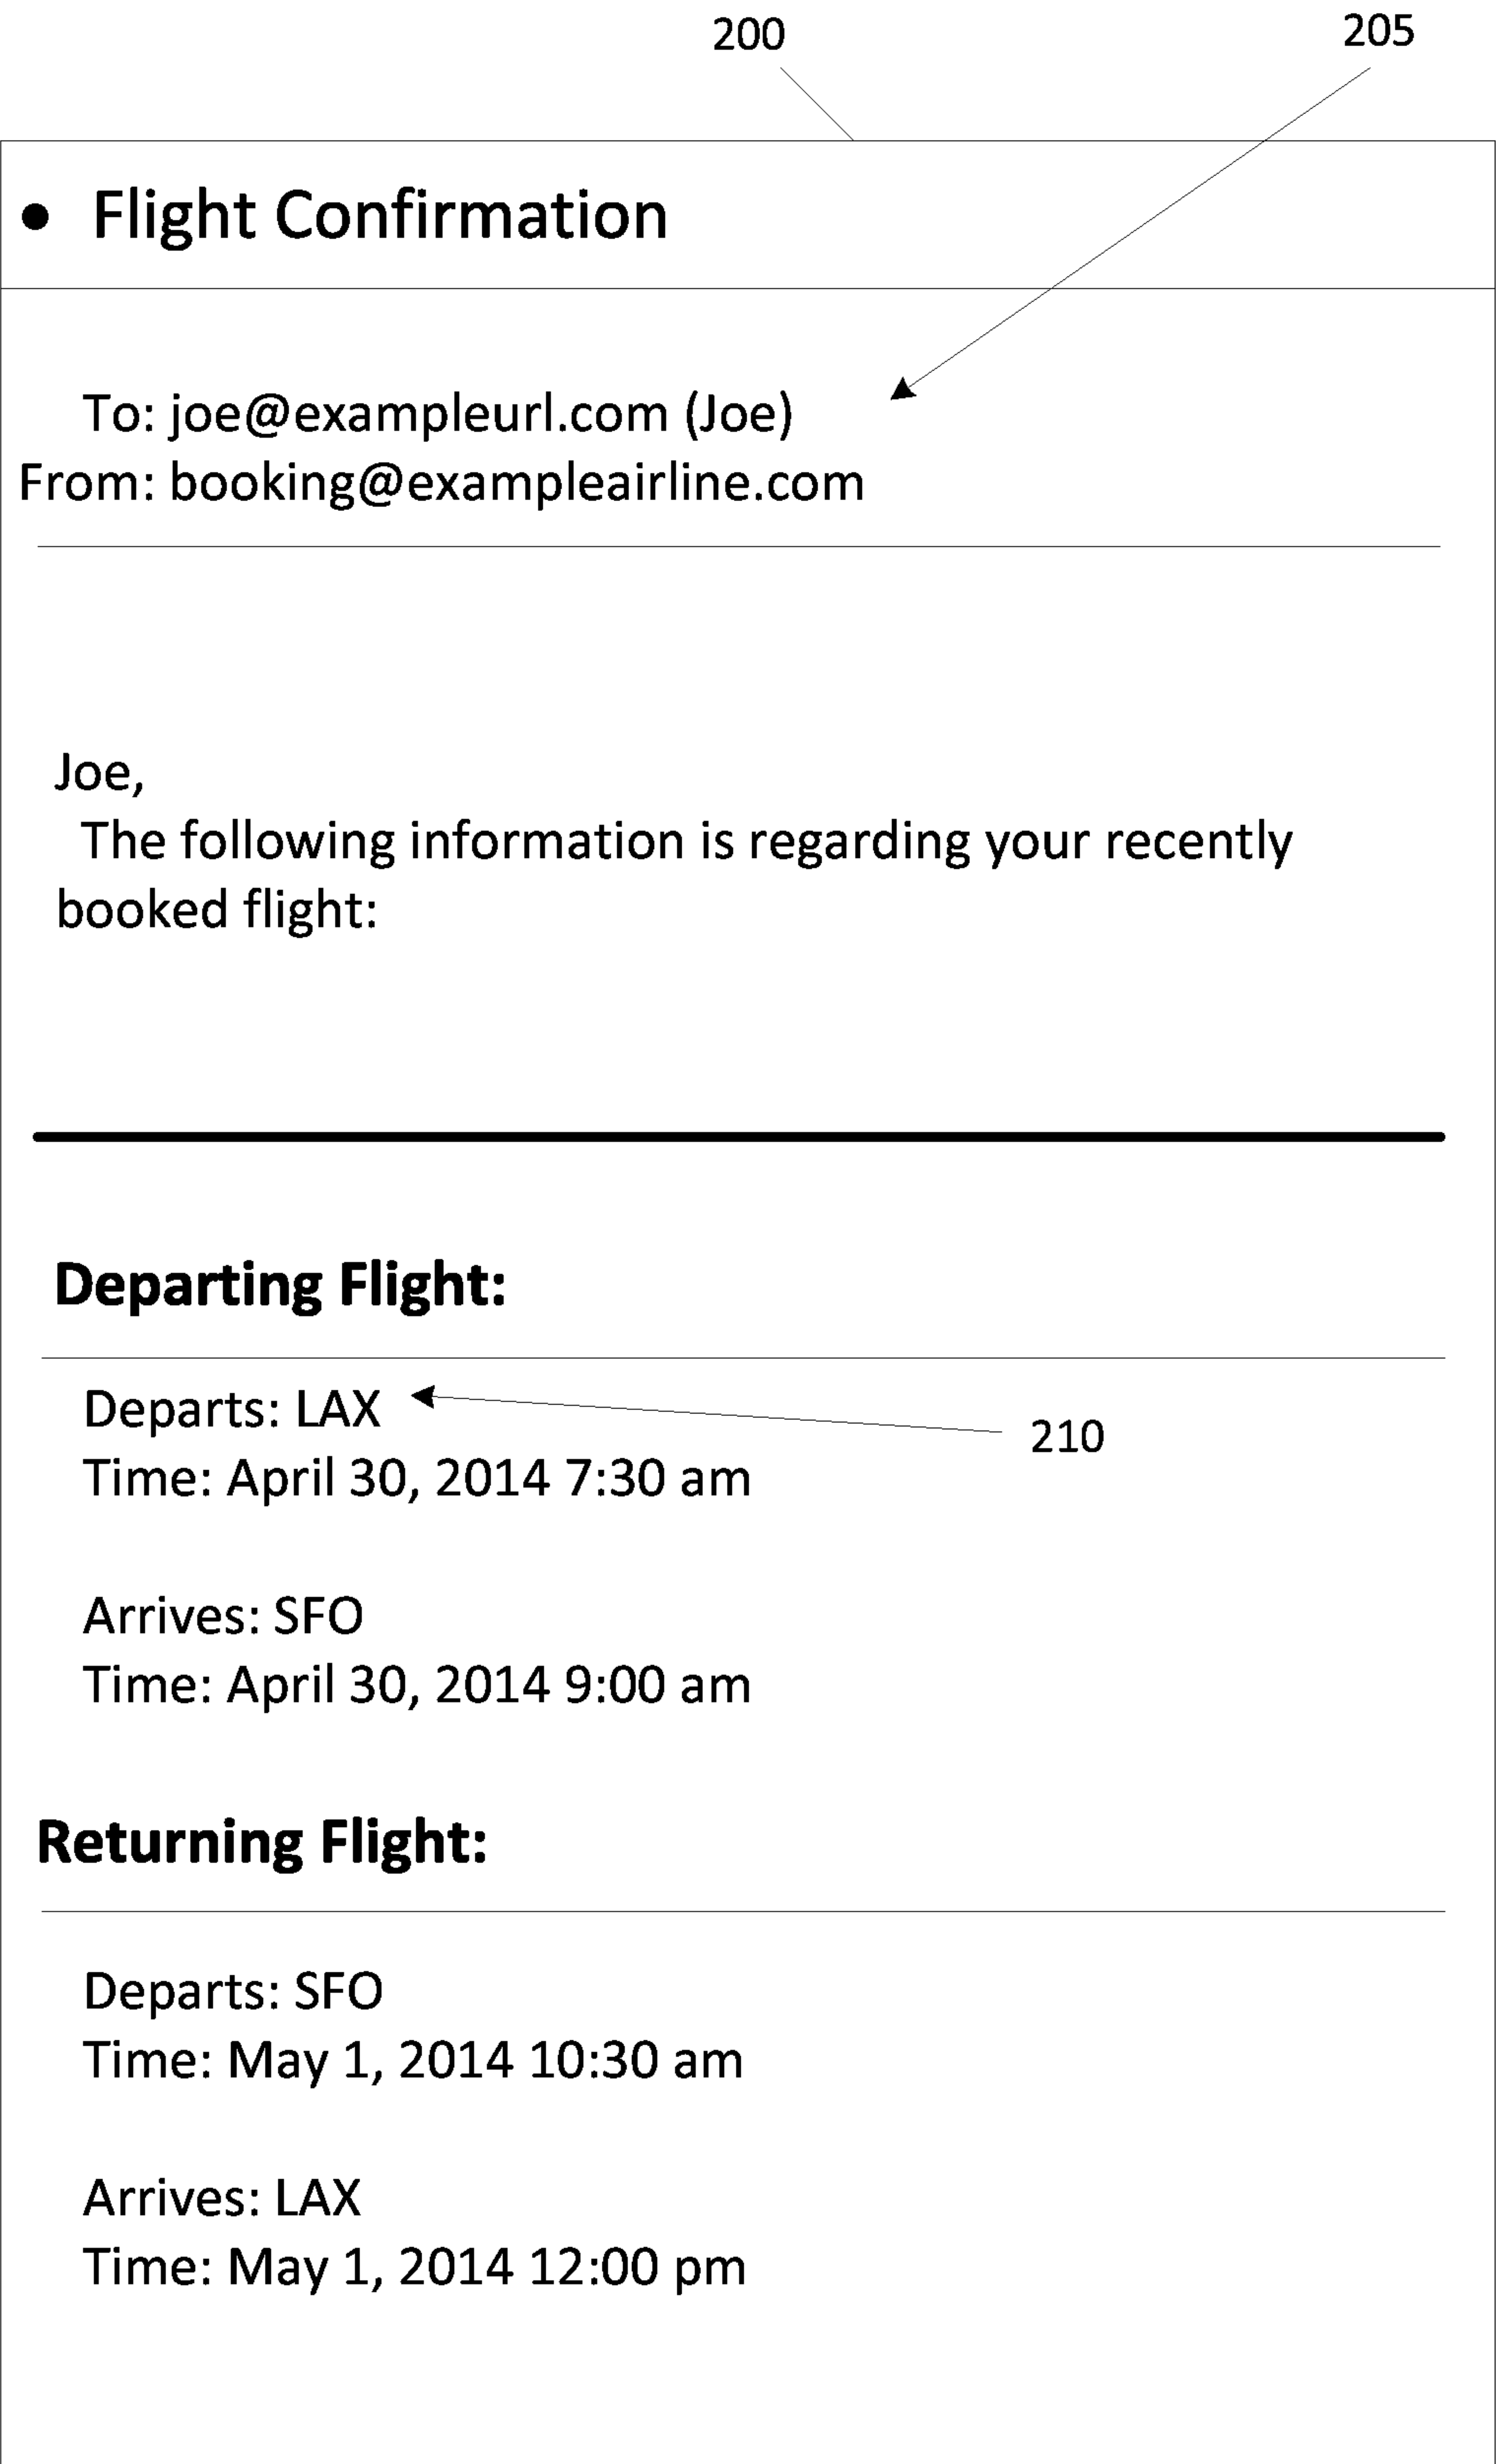 200
205
• Flight Confirmation
To: joe@exampleurl.com (Joe)
From: booking@exampleairline.com
Joe,
The following information is regarding your recently
booked flight:
Departing Flight:
Departs: LAX
210
Time: April 30, 2014 7:30 am
Arrives: SFO
Time: April 30, 2014 9:00 am
Returning Flight:
Departs: SFO
Time: May 1, 2014 10:30 am
Arrives: LAX
Time: May 1, 2014 12:00 pm